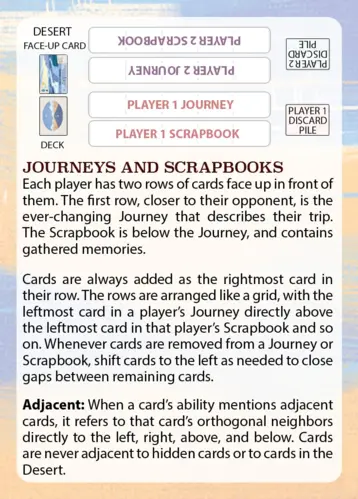 DESERT
FACE-UP CARD
PLAYER 2 SCRAPBOOK
PLAYER 2 JOURNEY
PLAYER 2
DISCARD
PILE
PLAYER 1 JOURNEY
PLAYER 1 SCRAPBOOK
PLAYER 1
DISCARD
PILE
DECK
JOURNEYS AND SCRAPBOOKS
Each player has two rows of cards face up in front of
them. The first row, closer to their opponent, is the
ever-changing Journey that describes their trip.
The Scrapbook is below the Journey, and contains
gathered memories.
Cards are always added as the rightmost card in
their row. The rows are arranged like a grid, with the
leftmost card in a player's Journey directly above
the leftmost card in that player's Scrapbook and so
on. Whenever cards are removed from a Journey or
Scrapbook, shift cards to the left as needed to close
gaps between remaining cards.
Adjacent: When a card's ability mentions adjacent
cards, it refers to that card's orthogonal neighbors
directly to the left, right, above, and below. Cards
are never adjacent to hidden cards or to cards in the
Desert.